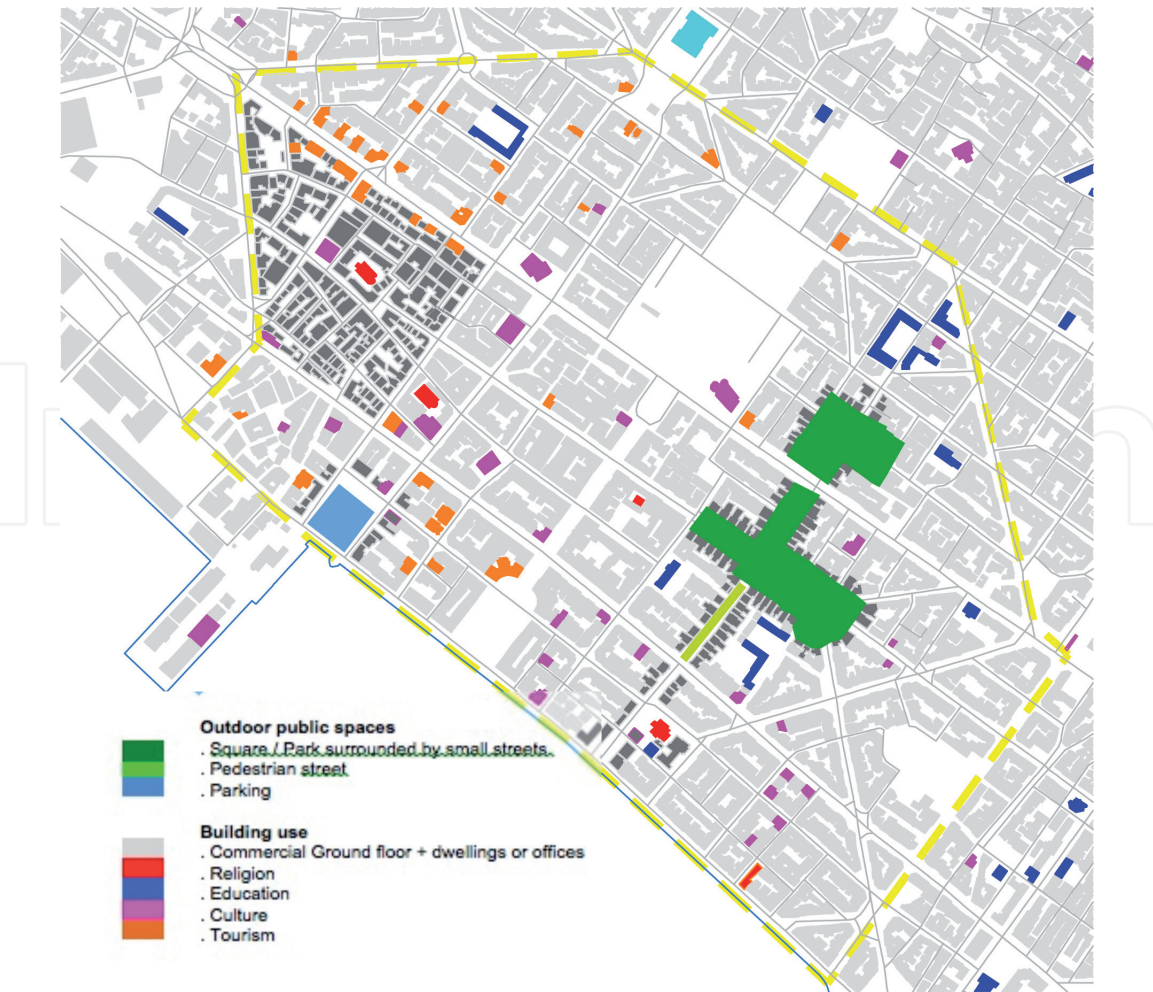 Outdoor public spaces
. Square / Park surrounded by small streets.
. Pedestrian street
. Parking
Building use
. Commercial Ground floor + dwellings or offices
. Religion
. Education
. Culture
. Tourism